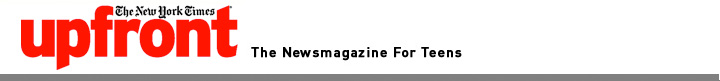 The New York Times
upfront
The Newsmagazine For Teens